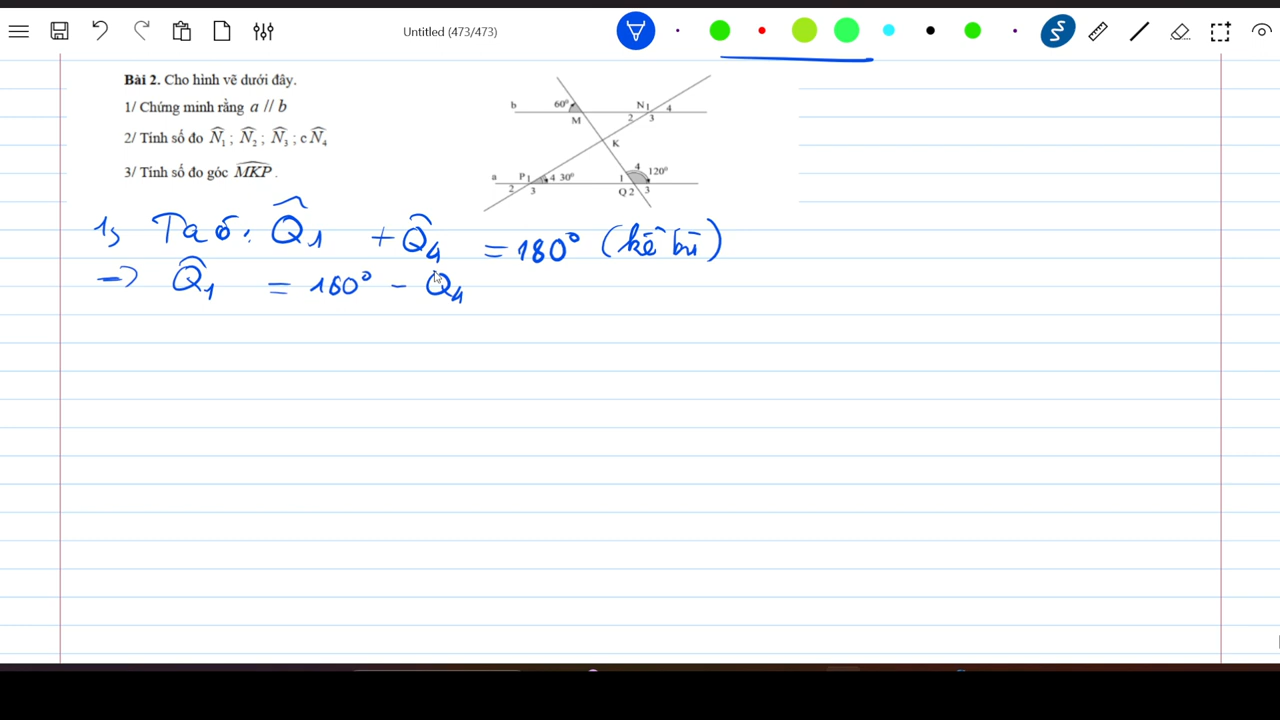 Untitled (473/473)
Bài 2. Cho hình vẽ dưới đây.
1/ Chứng minh rằng a // b
2/ Tính số đo N̂1 ; N̂2 ; N̂3 ; c N̂4
3/ Tính số đo góc MKP .
b 60° M N 1 4 2 3
K
a P 1 4 30° 2 3 4 120° 1 Q 2 3
1, Ta có: Q̂1 + Q̂4 = 180° (kề bù)
=> Q̂1 = 180° - Q4